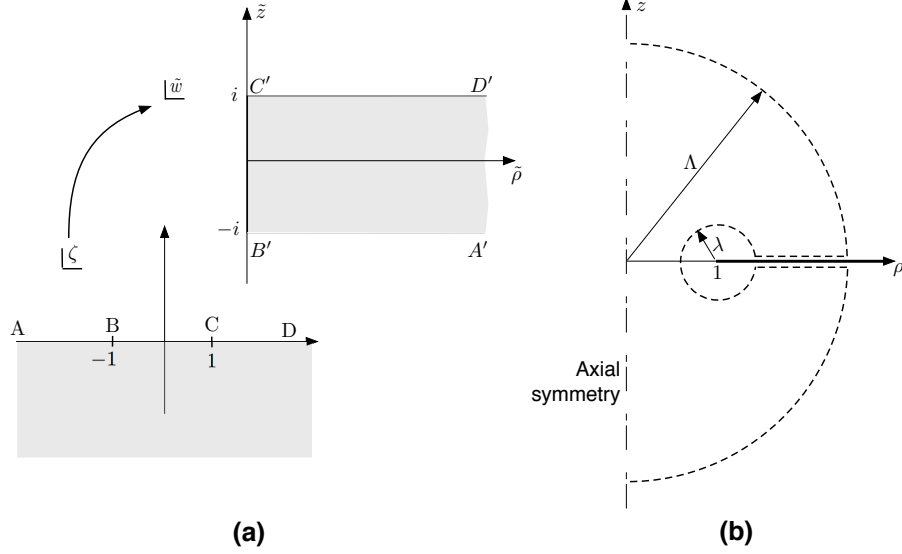 z̃
w̃
i
C′
D′
ρ̃
−i
B′
A′
ζ
A
B
C
D
−1
1
z
Λ
λ
1
ρ
Axial
symmetry
(a)
(b)